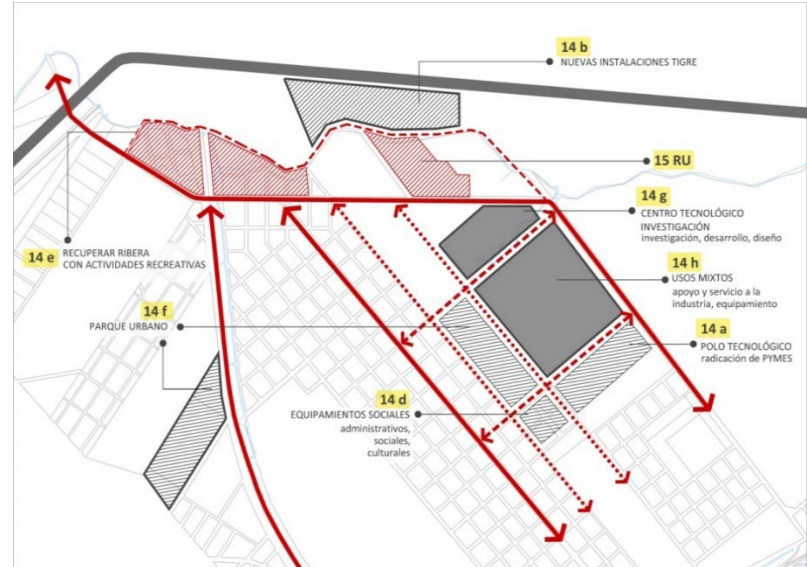 14 b
NUEVAS INSTALACIONES TIGRE
15 RU
14 g
CENTRO TECNOLÓGICO
INVESTIGACIÓN
investigación, desarrollo, diseño
14 e
RECUPERAR RIBERA
CON ACTIVIDADES RECREATIVAS
14 h
USOS MIXTOS
apoyo y servicio a la
industria, equipamiento
14 f
PARQUE URBANO
14 a
POLO TECNOLÓGICO
radicación de PYMES
14 d
EQUIPAMIENTOS SOCIALES
administrativos,
sociales,
culturales